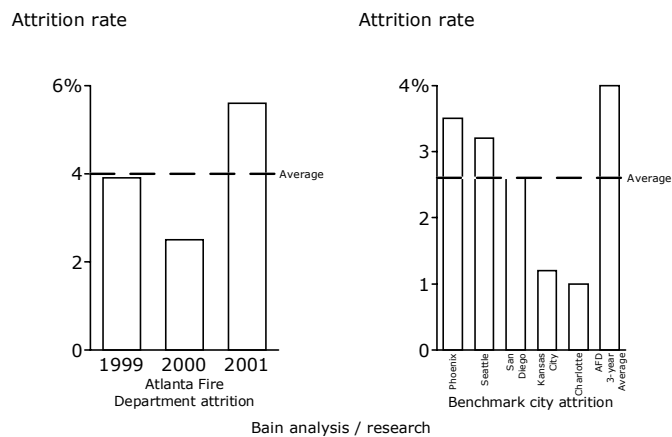 Attrition rate
6%
4
2
0
Average
1999 2000 2001
Atlanta Fire
Department attrition
Attrition rate
4%
3
2
1
0
Average
Phoenix
Seattle
San
Diego
Kansas
City
Charlotte
AFD
3-year
Average
Benchmark city attrition
Bain analysis / research